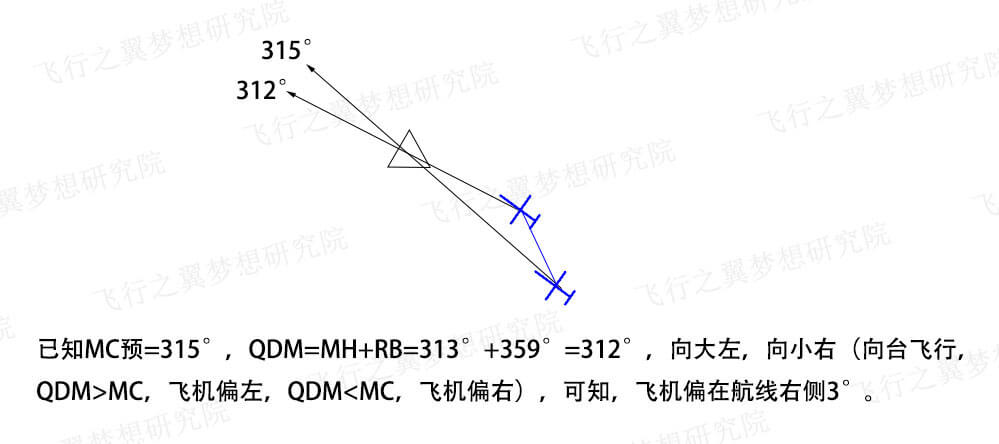 315°
312°
已知MC预=315°，QDM=MH+RB=313°+359°=312°，向大左，向小右（向台飞行，
QDM>MC，飞机偏左，QDM<MC，飞机偏右），可知，飞机偏在航线右侧3°。
飞行之翼梦想研究院